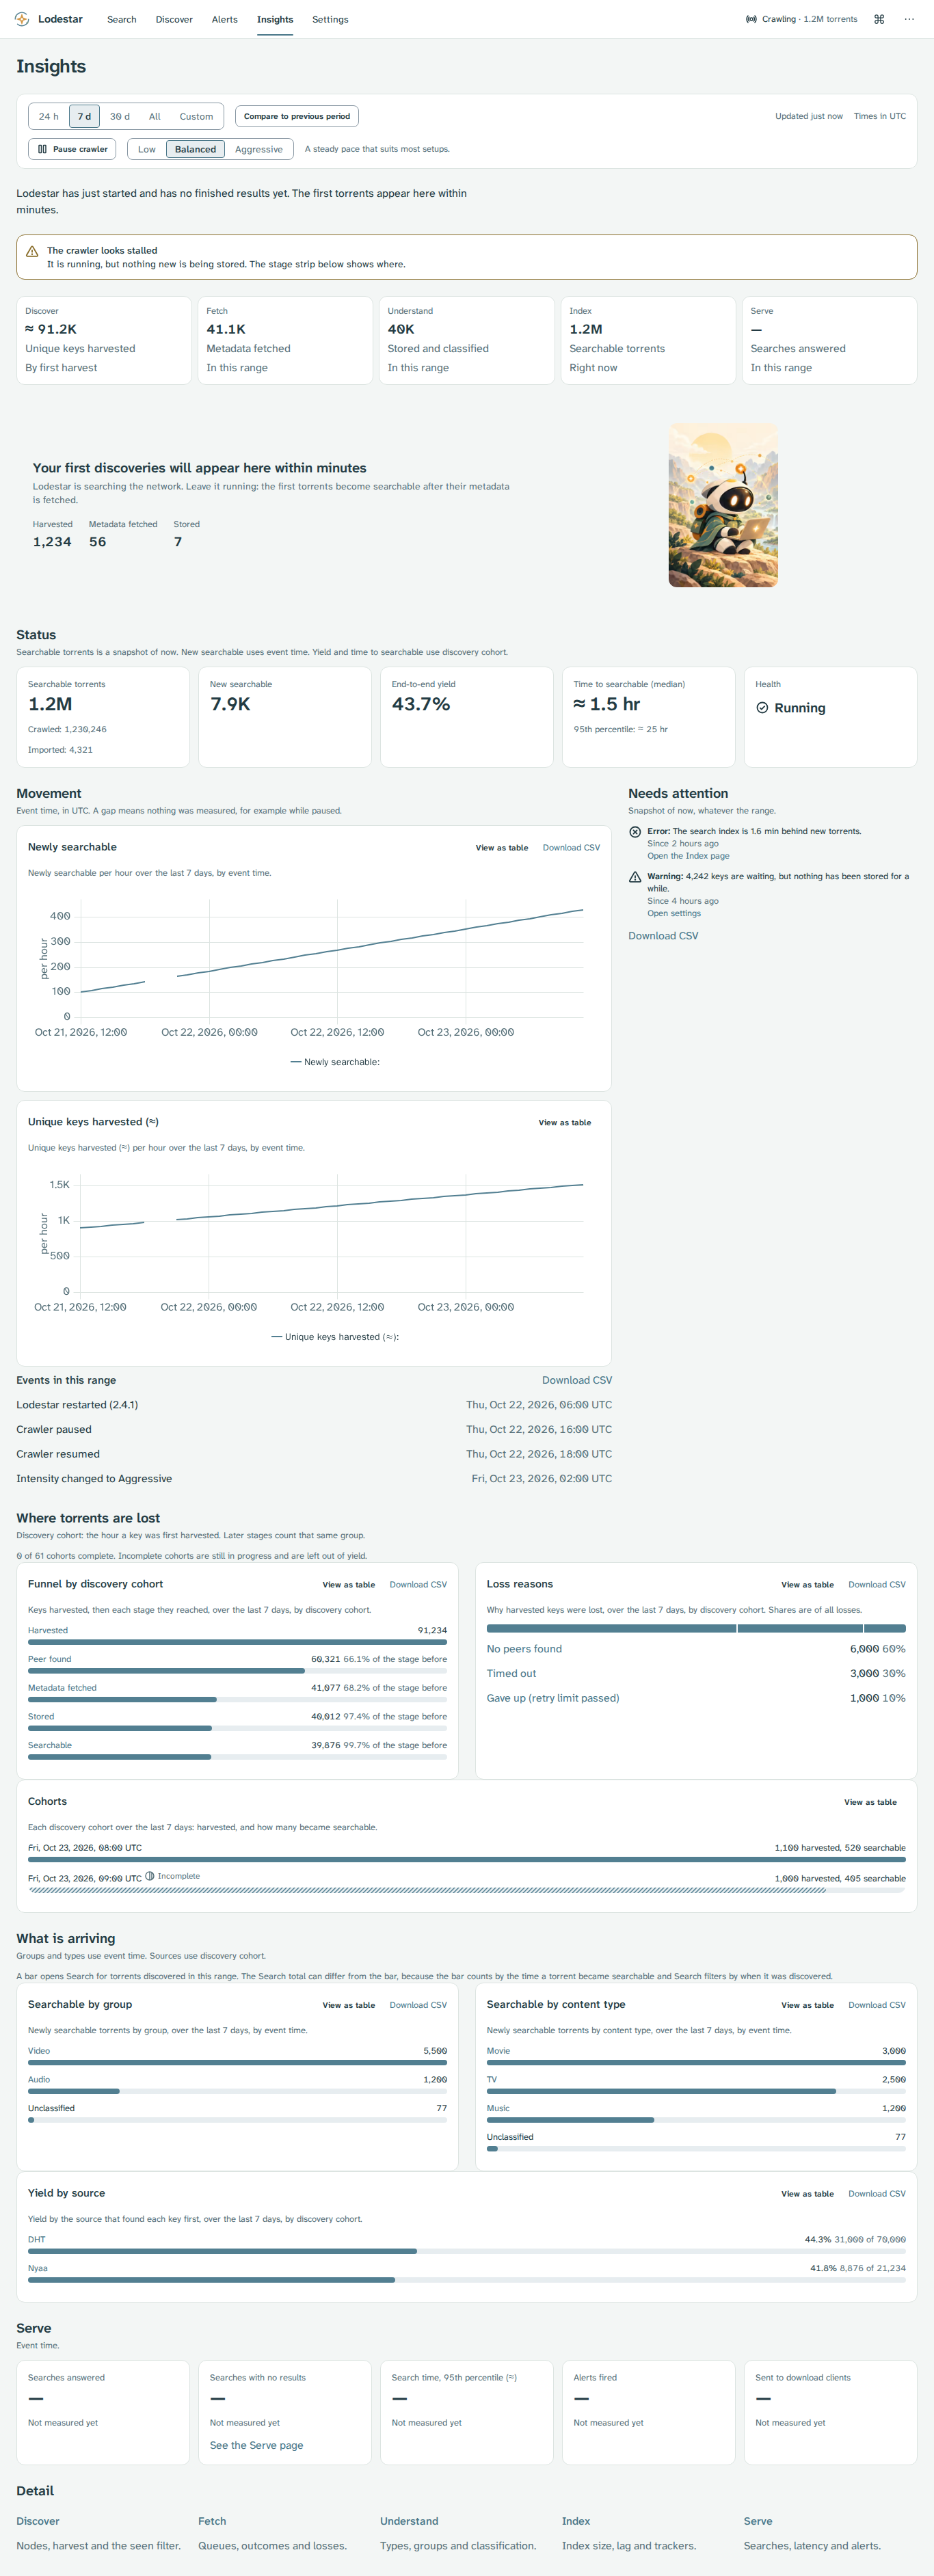 Lodestar
Search
Discover
Alerts
Insights
Settings
Crawling · 1.2M torrents
Insights
24 h
7 d
30 d
All
Custom
Compare to previous period
Updated just now
Times in UTC
Pause crawler
Low
Balanced
Aggressive
A steady pace that suits most setups.
Lodestar has just started and has no finished results yet. The first torrents appear here within
minutes.
The crawler looks stalled
It is running, but nothing new is being stored. The stage strip below shows where.
Discover
≈ 91.2K
Unique keys harvested
By first harvest
Fetch
41.1K
Metadata fetched
In this range
Understand
40K
Stored and classified
In this range
Index
1.2M
Searchable torrents
Right now
Serve
—
Searches answered
In this range
Your first discoveries will appear here within minutes
Lodestar is searching the network. Leave it running: the first torrents become searchable after their metadata
is fetched.
Harvested
1,234
Metadata fetched
56
Stored
7
Status
Searchable torrents is a snapshot of now. New searchable uses event time. Yield and time to searchable use discovery cohort.
Searchable torrents
1.2M
Crawled: 1,230,246
Imported: 4,321
New searchable
7.9K
End-to-end yield
43.7%
Time to searchable (median)
≈ 1.5 hr
95th percentile: ≈ 25 hr
Health
Running
Movement
Event time, in UTC. A gap means nothing was measured, for example while paused.
Newly searchable
View as table
Download CSV
Newly searchable per hour over the last 7 days, by event time.
per hour
400
300
200
100
0
Oct 21, 2026, 12:00
Oct 22, 2026, 00:00
Oct 22, 2026, 12:00
Oct 23, 2026, 00:00
Newly searchable:
Needs attention
Snapshot of now, whatever the range.
Error: The search index is 1.6 min behind new torrents.
Since 2 hours ago
Open the Index page
Warning: 4,242 keys are waiting, but nothing has been stored for a
while.
Since 4 hours ago
Open settings
Download CSV
Unique keys harvested (≈)
View as table
Unique keys harvested (≈) per hour over the last 7 days, by event time.
per hour
1.5K
1K
500
0
Oct 21, 2026, 12:00
Oct 22, 2026, 00:00
Oct 22, 2026, 12:00
Oct 23, 2026, 00:00
Unique keys harvested (≈):
Events in this range
Download CSV
Lodestar restarted (2.4.1)
Thu, Oct 22, 2026, 06:00 UTC
Crawler paused
Thu, Oct 22, 2026, 16:00 UTC
Crawler resumed
Thu, Oct 22, 2026, 18:00 UTC
Intensity changed to Aggressive
Fri, Oct 23, 2026, 02:00 UTC
Where torrents are lost
Discovery cohort: the hour a key was first harvested. Later stages count that same group.
0 of 61 cohorts complete. Incomplete cohorts are still in progress and are left out of yield.
Funnel by discovery cohort
View as table
Download CSV
Keys harvested, then each stage they reached, over the last 7 days, by discovery cohort.
Harvested
91,234
Peer found
60,321 66.1% of the stage before
Metadata fetched
41,077 68.2% of the stage before
Stored
40,012 97.4% of the stage before
Searchable
39,876 99.7% of the stage before
Loss reasons
View as table
Download CSV
Why harvested keys were lost, over the last 7 days, by discovery cohort. Shares are of all losses.
No peers found
6,000 60%
Timed out
3,000 30%
Gave up (retry limit passed)
1,000 10%
Cohorts
View as table
Each discovery cohort over the last 7 days: harvested, and how many became searchable.
Fri, Oct 23, 2026, 08:00 UTC
1,100 harvested, 520 searchable
Fri, Oct 23, 2026, 09:00 UTC
Incomplete
1,000 harvested, 405 searchable
What is arriving
Groups and types use event time. Sources use discovery cohort.
A bar opens Search for torrents discovered in this range. The Search total can differ from the bar, because the bar counts by the time a torrent became searchable and Search filters by when it was discovered.
Searchable by group
View as table
Download CSV
Newly searchable torrents by group, over the last 7 days, by event time.
Video
5,500
Audio
1,200
Unclassified
77
Searchable by content type
View as table
Download CSV
Newly searchable torrents by content type, over the last 7 days, by event time.
Movie
3,000
TV
2,500
Music
1,200
Unclassified
77
Yield by source
View as table
Download CSV
Yield by the source that found each key first, over the last 7 days, by discovery cohort.
DHT
44.3% 31,000 of 70,000
Nyaa
41.8% 8,876 of 21,234
Serve
Event time.
Searches answered
—
Not measured yet
Searches with no results
—
Not measured yet
See the Serve page
Search time, 95th percentile (≈)
—
Not measured yet
Alerts fired
—
Not measured yet
Sent to download clients
—
Not measured yet
Detail
Discover
Nodes, harvest and the seen filter.
Fetch
Queues, outcomes and losses.
Understand
Types, groups and classification.
Index
Index size, lag and trackers.
Serve
Searches, latency and alerts.